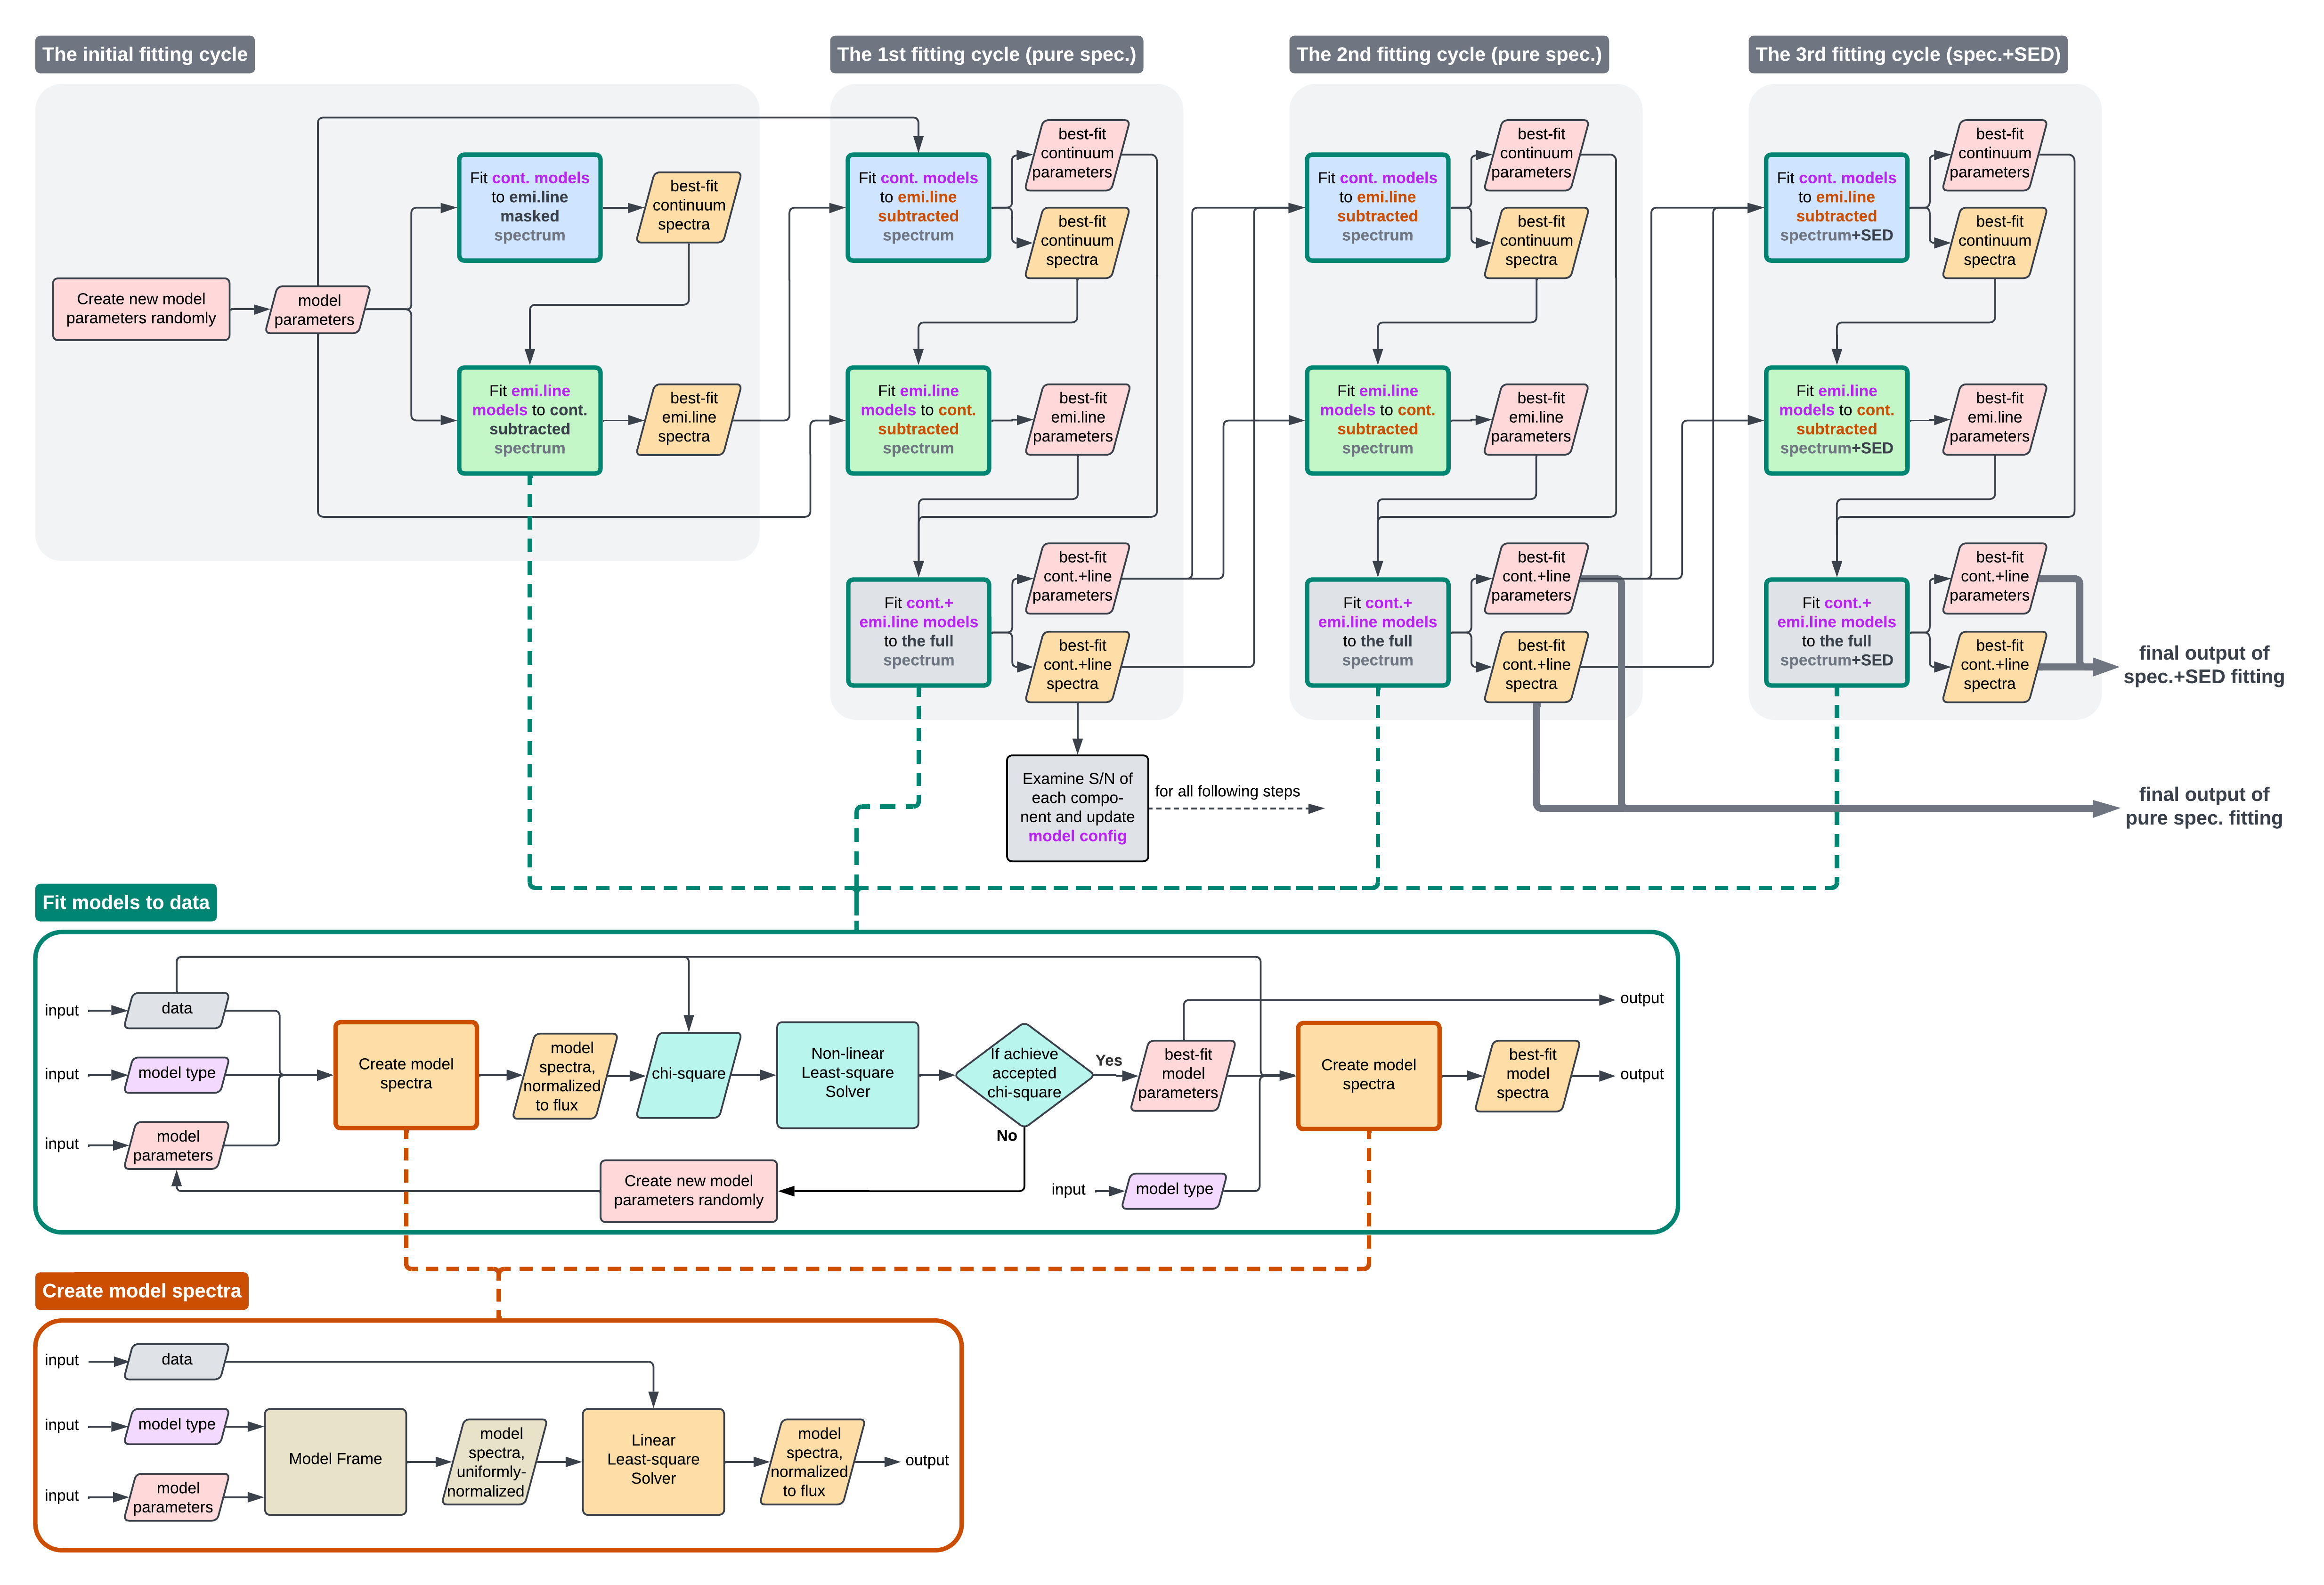 The initial fitting cycle
The 1st fitting cycle (pure spec.)
The 2nd fitting cycle (pure spec.)
The 3rd fitting cycle (spec.+SED)
Create new model
parameters randomly
model
parameters
Fit cont. models
to emi.line
masked
spectrum
best-fit
continuum
spectra
Fit emi.line
models to cont.
subtracted
spectrum
best-fit
emi.line
spectra
Fit cont. models
to emi.line
subtracted
spectrum
best-fit
continuum
parameters
best-fit
continuum
spectra
Fit emi.line
models to cont.
subtracted
spectrum
best-fit
emi.line
parameters
Fit cont.+
emi.line models
to the full
spectrum
best-fit
cont.+line
parameters
best-fit
cont.+line
spectra
Examine S/N of
each compo-
nent and update
model config
for all following steps
Fit cont. models
to emi.line
subtracted
spectrum
best-fit
continuum
parameters
best-fit
continuum
spectra
Fit emi.line
models to cont.
subtracted
spectrum
best-fit
emi.line
parameters
Fit cont.+
emi.line models
to the full
spectrum
best-fit
cont.+line
parameters
best-fit
cont.+line
spectra
Fit cont. models
to emi.line
subtracted
spectrum+SED
best-fit
continuum
parameters
best-fit
continuum
spectra
Fit emi.line
models to cont.
subtracted
spectrum+SED
best-fit
emi.line
parameters
Fit cont.+
emi.line models
to the full
spectrum+SED
best-fit
cont.+line
parameters
best-fit
cont.+line
spectra
final output of
spec.+SED fitting
final output of
pure spec. fitting
Fit models to data
input
data
input
model type
input
model
parameters
Create model
spectra
model
spectra,
normalized
to flux
chi-square
Non-linear
Least-square
Solver
If achieve
accepted
chi-square
Yes
No
Create new model
parameters randomly
best-fit
model
parameters
input
model type
Create model
spectra
best-fit
model
spectra
output
output
Create model spectra
input
data
input
model type
input
model
parameters
Model Frame
model
spectra,
uniformly-
normalized
Linear
Least-square
Solver
model
spectra,
normalized
to flux
output